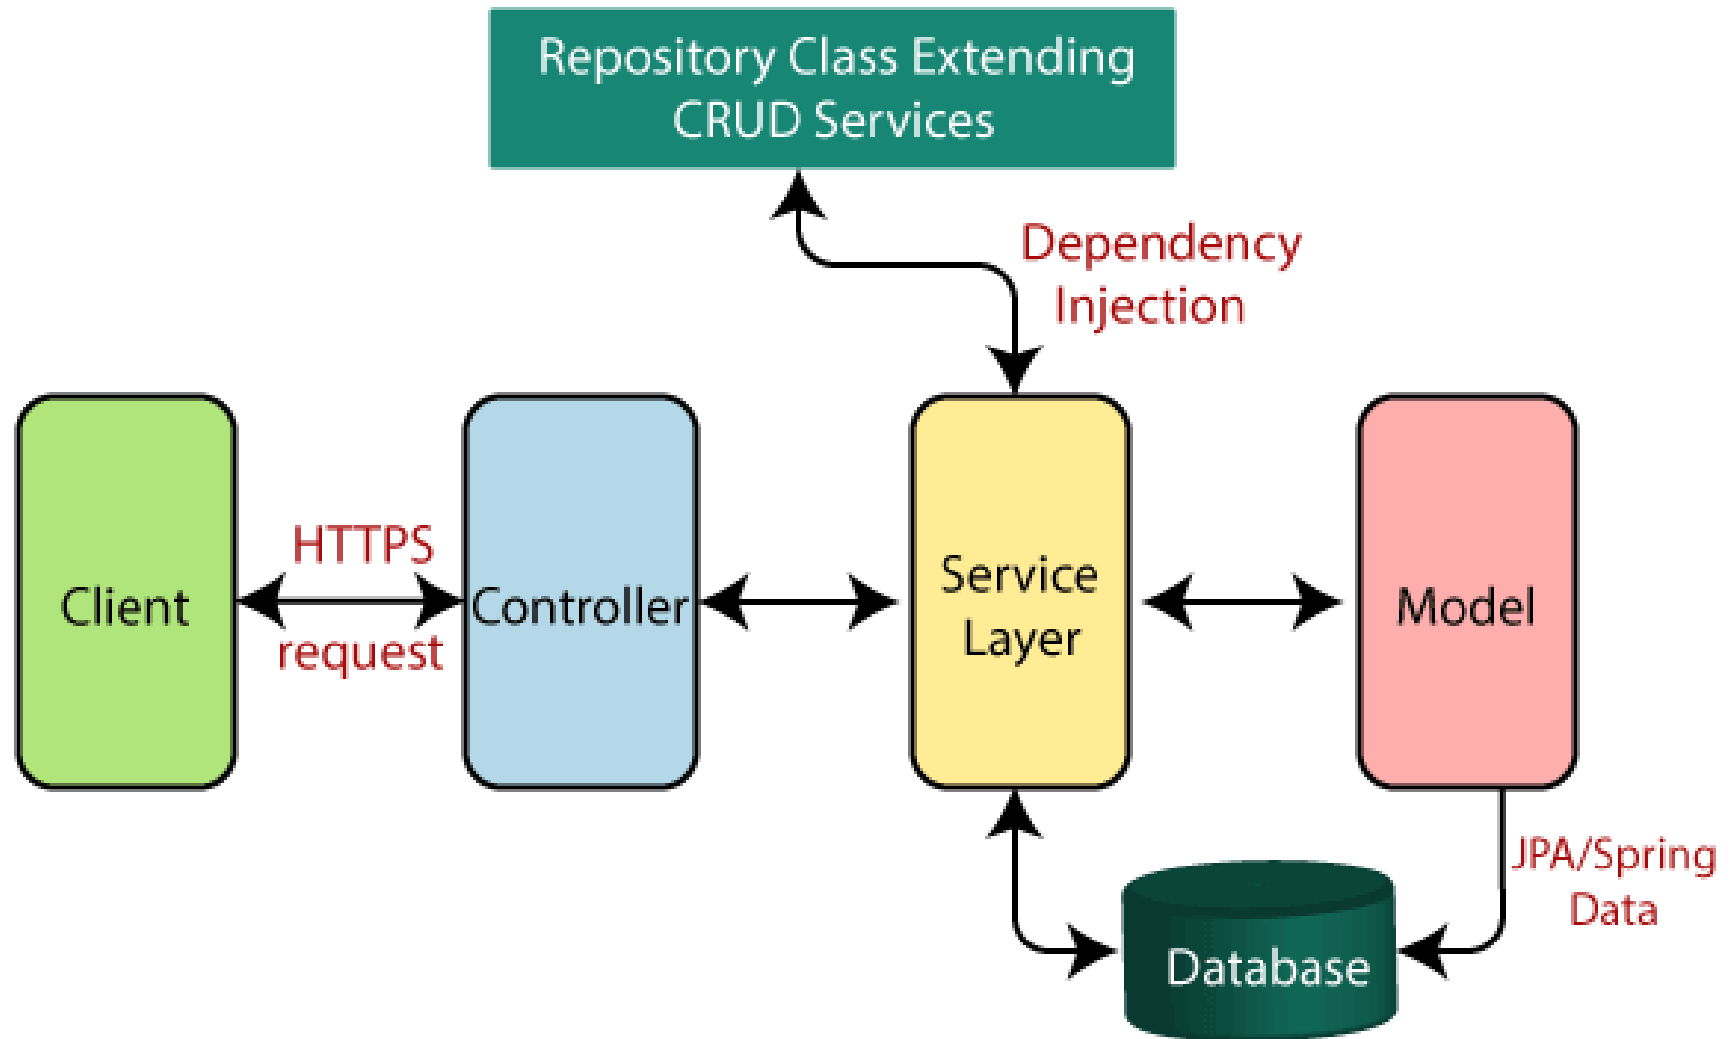 Repository Class Extending
CRUD Services
Dependency
Injection
HTTPS
request
Client
Controller
Service
Layer
Model
JPA/Spring
Data
Database